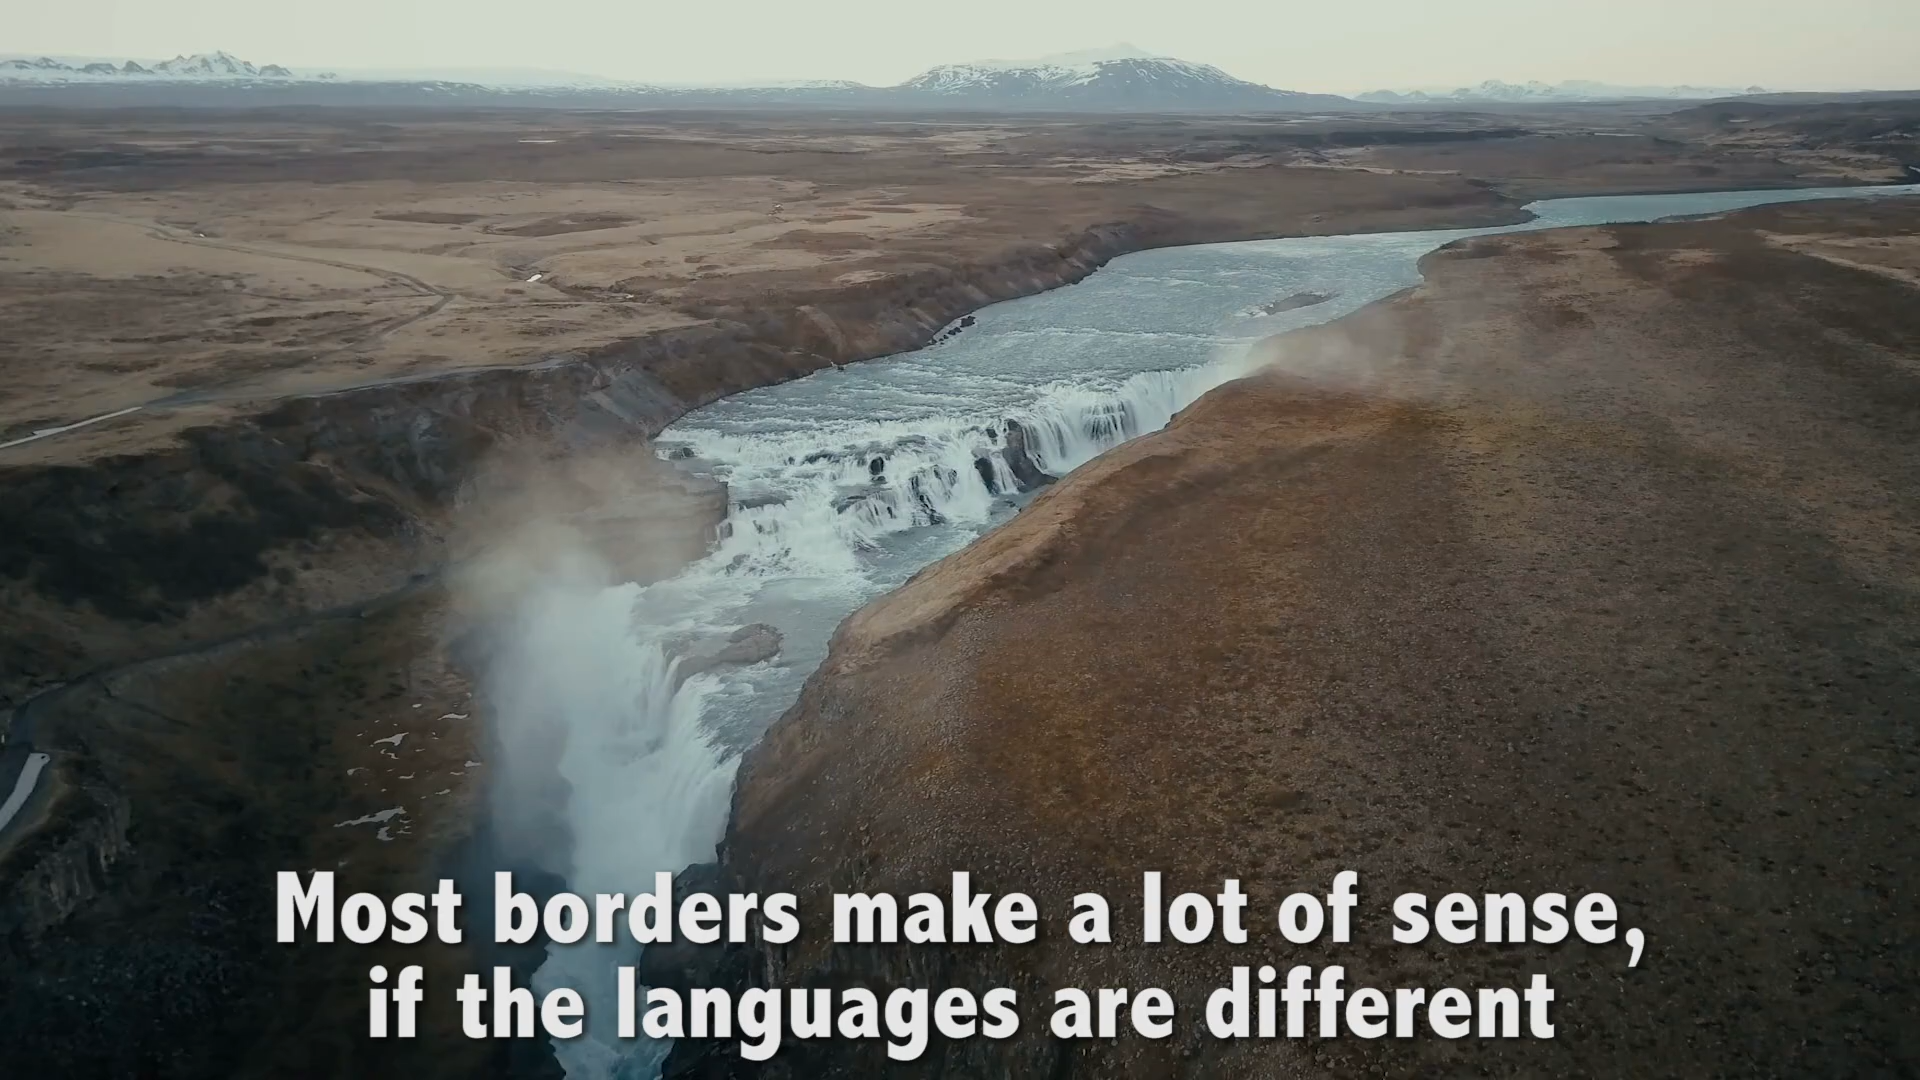 Most borders make a lot of sense,
if the languages are different